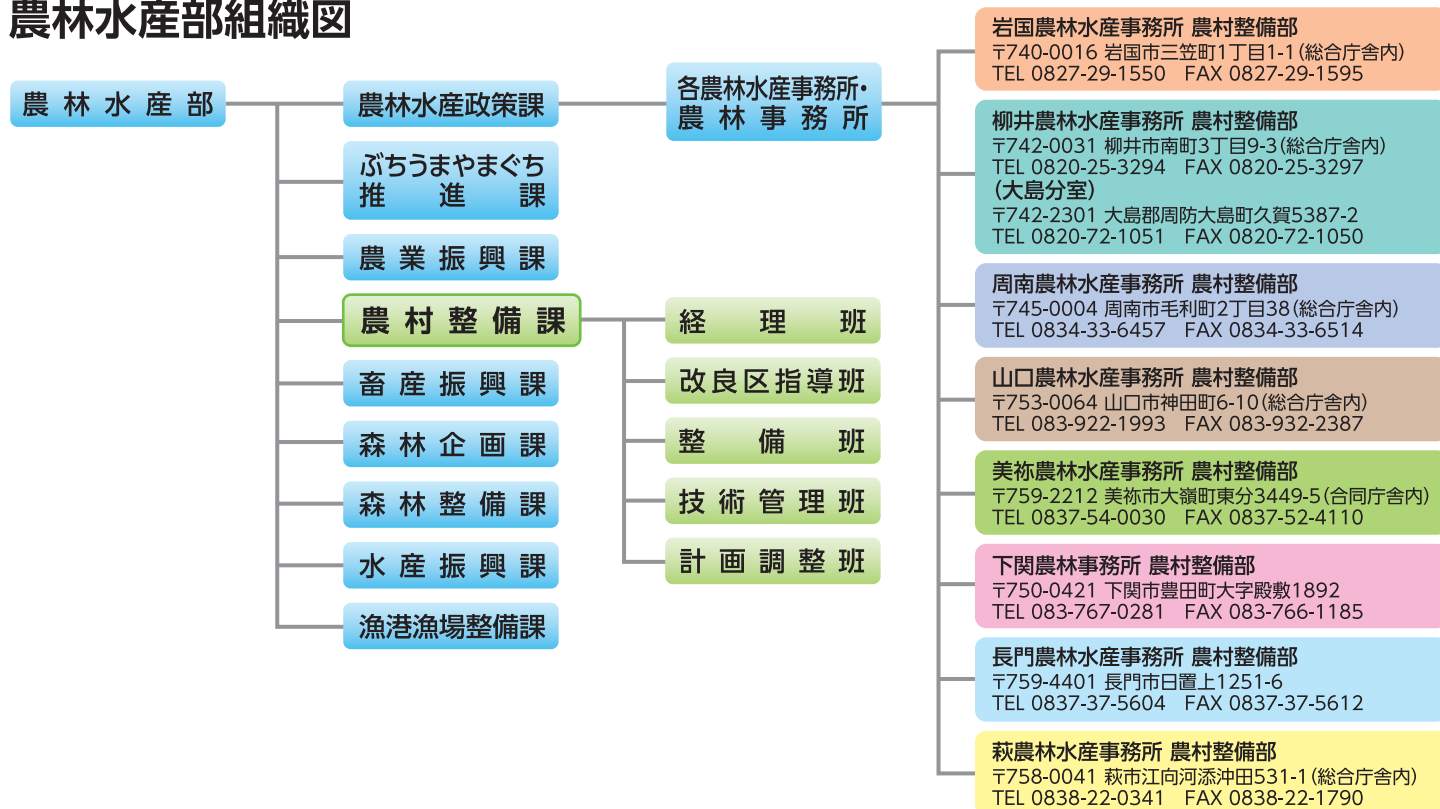 農林水産部組織図
農林水産部
農林水産政策課
ぶちうまやまぐち
推進課
農業振興課
農村整備課
畜産振興課
森林企画課
森林整備課
水産振興課
漁港漁場整備課
経理班
改良区指導班
整備班
技術管理班
計画調整班
各農林水産事務所・
農林事務所
岩国農林水産事務所 農村整備部
〒740-0016 岩国市三笠町1丁目1-1(総合庁舎内)
TEL 0827-29-1550 FAX 0827-29-1595
柳井農林水産事務所 農村整備部
〒742-0031 柳井市南町3丁目9-3(総合庁舎内)
TEL 0820-25-3294 FAX 0820-25-3297
(大島分室)
〒742-2301 大島郡周防大島町久賀5387-2
TEL 0820-72-1051 FAX 0820-72-1050
周南農林水産事務所 農村整備部
〒745-0004 周南市毛利町2丁目38(総合庁舎内)
TEL 0834-33-6457 FAX 0834-33-6514
山口農林水産事務所 農村整備部
〒753-0064 山口市神田町6-10(総合庁舎内)
TEL 083-922-1993 FAX 083-932-2387
美祢農林水産事務所 農村整備部
〒759-2212 美祢市大嶺町東分3449-5(合同庁舎内)
TEL 0837-54-0030 FAX 0837-52-4110
下関農林事務所 農村整備部
〒750-0421 下関市豊田町大字殿敷1892
TEL 083-767-0281 FAX 083-766-1185
長門農林水産事務所 農村整備部
〒759-4401 長門市日置上1251-6
TEL 0837-37-5604 FAX 0837-37-5612
萩農林水産事務所 農村整備部
〒758-0041 萩市江向河添沖田531-1(総合庁舎内)
TEL 0838-22-0341 FAX 0838-22-1790